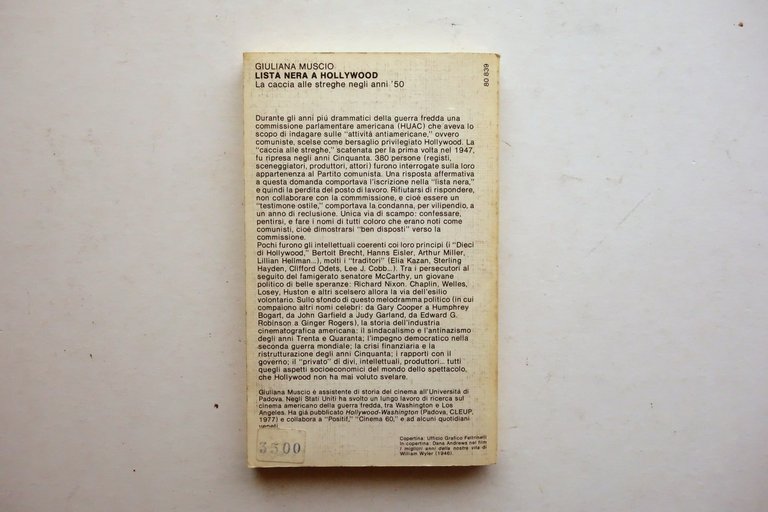 GIULIANA MUSCIO
LISTA NERA A HOLLYWOOD
La caccia alle streghe negli anni '50
80 839
Durante gli anni più drammatici della guerra fredda una
commissione parlamentare americana (HUAC) che aveva lo
scopo di indagare sulle "attività antiamericane," ovvero
comuniste, scelse come bersaglio privilegiato Hollywood. La
"caccia alle streghe," scatenata per la prima volta nel 1947,
fu ripresa negli anni Cinquanta. 380 persone (registi,
sceneggiatori, produttori, attori) furono interrogate sulla loro
appartenenza al Partito comunista. Una risposta affermativa
a questa domanda comportava l'iscrizione nella "lista nera,"
e quindi la perdita del posto di lavoro. Rifiutarsi di rispondere,
non collaborare con la commmissione, e cioè essere un
"testimone ostile," comportava la condanna, per vilipendio, a
un anno di reclusione. Unica via di scampo: confessare,
pentirsi, e fare i nomi di tutti coloro che erano noti come
comunisti, cioè dimostrarsi "ben disposti" verso la
commissione.
Pochi furono gli intellettuali coerenti coi loro principi (i "Dieci
di Hollywood," Bertolt Brecht, Hanns Eisler, Arthur Miller,
Lillian Hellman...), molti i "traditori" (Elia Kazan, Sterling
Hayden, Clifford Odets, Lee J. Cobb...). Tra i persecutori al
seguito del famigerato senatore McCarthy, un giovane
politico di belle speranze: Richard Nixon. Chaplin, Welles,
Losey, Huston e altri scelsero allora la via dell'esilio
volontario. Sullo sfondo di questo melodramma politico (in cui
compaiono altri nomi celebri: da Gary Cooper a Humphrey
Bogart, da John Garfield a Judy Garland, da Edward G.
Robinson a Ginger Rogers), la storia dell'industria
cinematografica americana: il sindacalismo e l'antinazismo
degli anni Trenta e Quaranta; l'impegno democratico nella
seconda guerra mondiale; la crisi finanziaria e la
ristrutturazione degli anni Cinquanta; i rapporti con il
governo; il "privato" di divi, intellettuali, produttori... tutti
quegli aspetti socioeconomici del mondo dello spettacolo,
che Hollywood non ha mai voluto svelare.
Giuliana Muscio è assistente di storia del cinema all'Università di
Padova. Negli Stati Uniti ha svolto un lungo lavoro di ricerca sul
cinema americano della guerra fredda, tra Washington e Los
Angeles. Ha già pubblicato Hollywood-Washington (Padova, CLEUP,
1977) e collabora a "Positif," "Cinema 60," e ad alcuni quotidiani
veneti.
3500
Copertina: Ufficio Grafico Feltrinelli
In copertina: Dana Andrews nel film
I migliori anni della nostra vita di
William Wyler (1946).